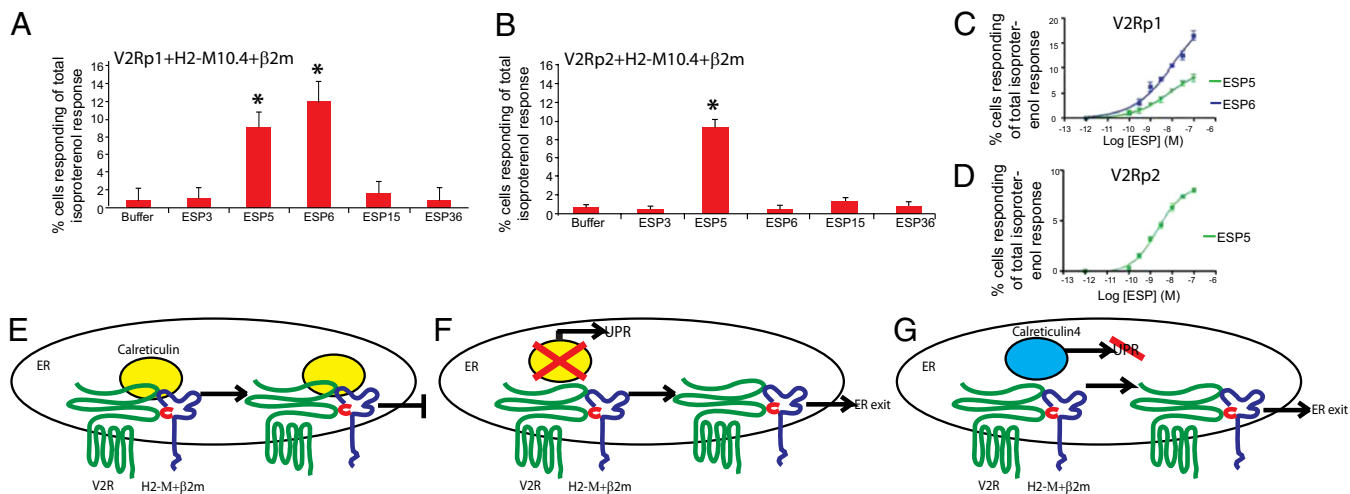 A
V2Rp1+H2-M10.4+β2m
% cells responding of total
isoproterenol response
16
14
12
10
8
6
4
2
0
*
*
Buffer ESP3 ESP5 ESP6 ESP15 ESP36
B
V2Rp2+H2-M10.4+β2m
% cells responding of total
isoproterenol response
16
14
12
10
8
6
4
2
0
*
Buffer ESP3 ESP5 ESP6 ESP15 ESP36
C
V2Rp1
% cells responding
of total isoproter-
enol response
20
15
10
5
0
-13 -12 -11 -10 -9 -8 -7 -6
Log [ESP] (M)
ESP5
ESP6
D
V2Rp2
% cells responding
of total isoproter-
enol response
10
5
0
-13 -12 -11 -10 -9 -8 -7 -6
Log [ESP] (M)
ESP5
E
Calreticulin
ER
V2R H2-M+β2m
F
UPR
ER
ER exit
V2R H2-M+β2m
G
Calreticulin4
UPR
ER
ER exit
V2R H2-M+β2m